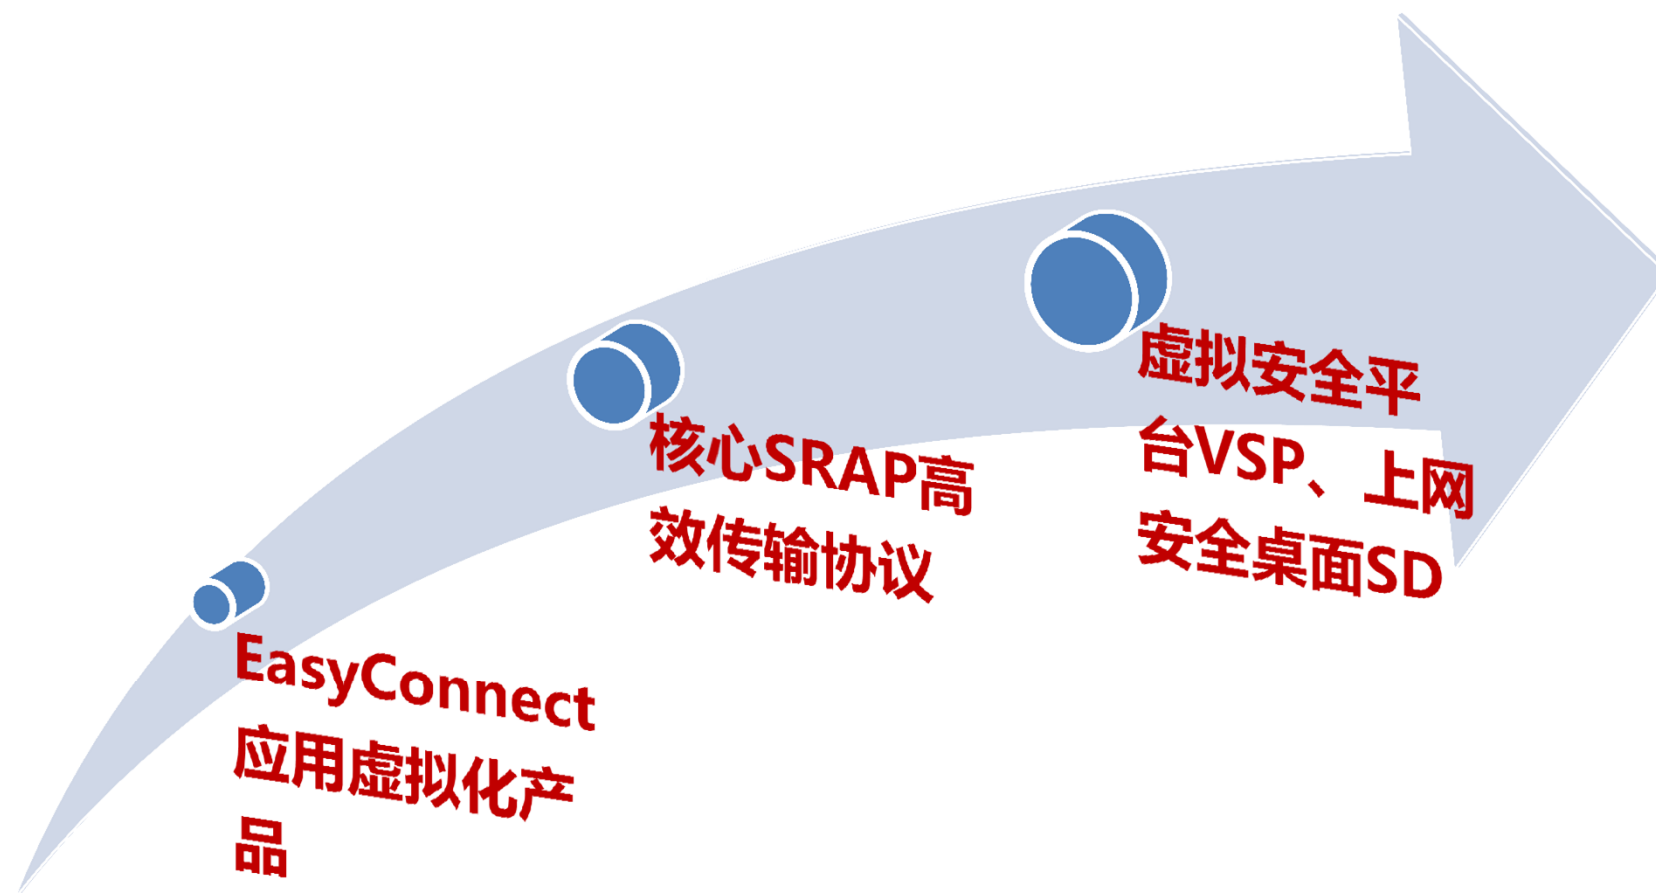 EasyConnect
应用虚拟化产
品
核心SRAP高
效传输协议
虚拟安全平
台VSP、上网
安全桌面SD